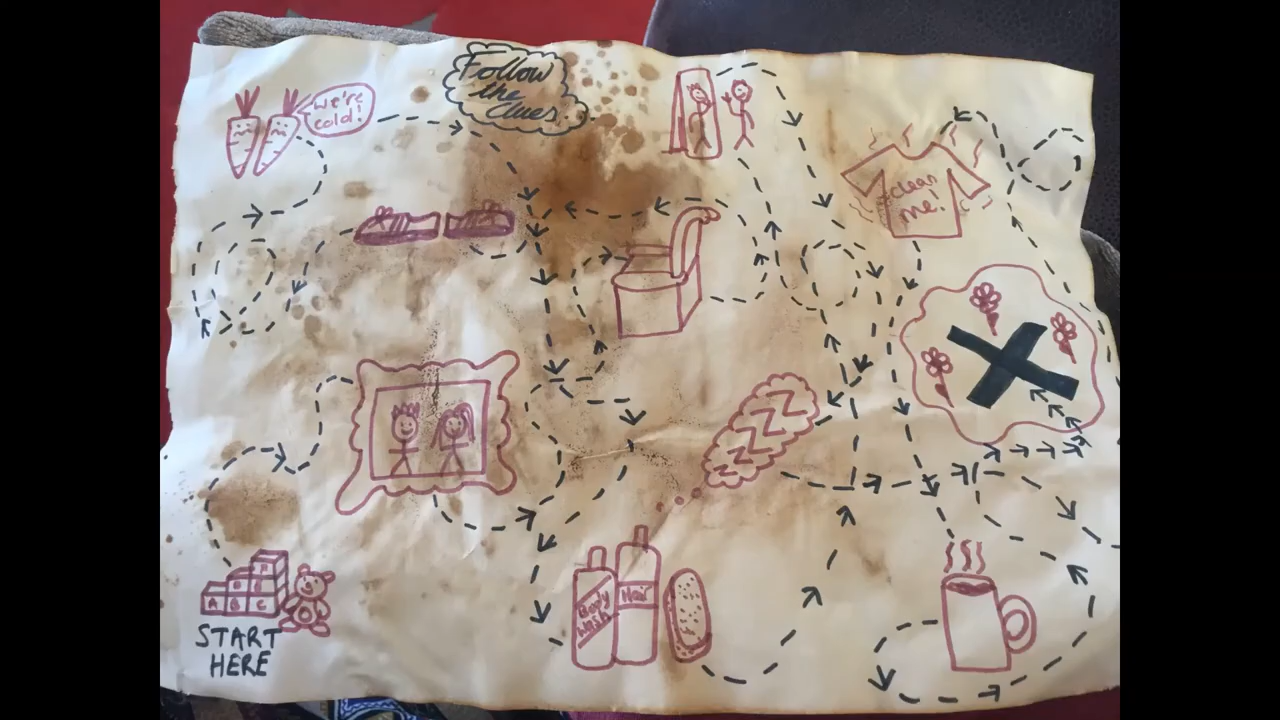 Follow
the
Clues.
We're
cold!
clean
me!
Z Z Z
Body
Wash
Hair
A B C
START
HERE